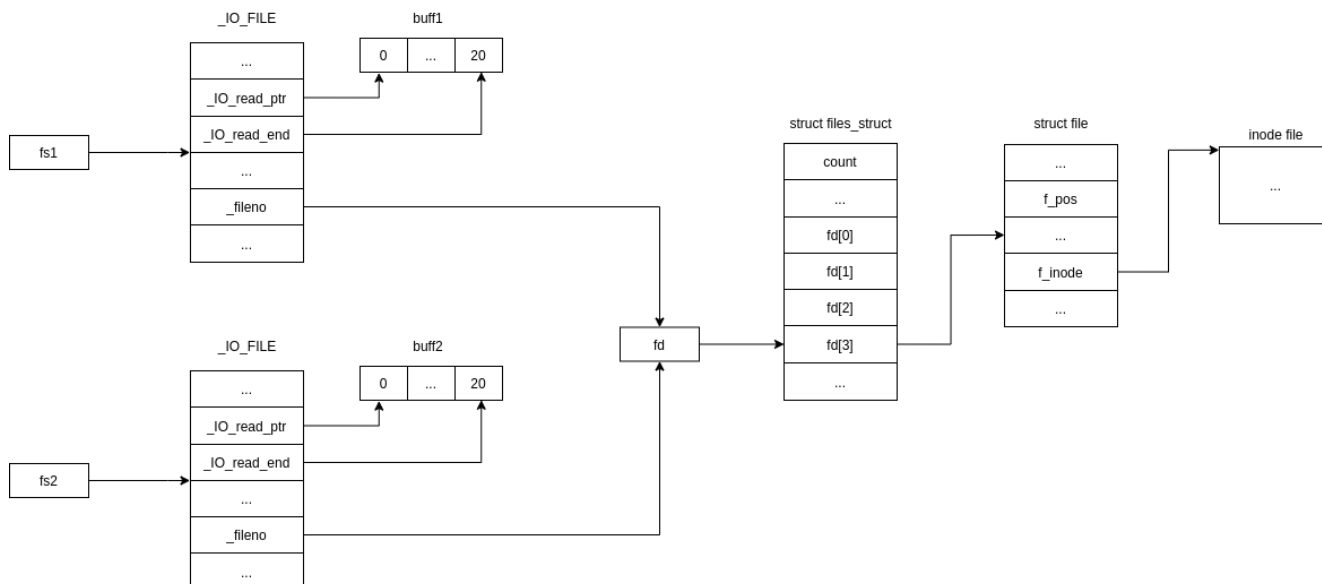 _IO_FILE
buff1
...
0
...
20
_IO_read_ptr
_IO_read_end
fs1
...
_fileno
...
struct files_struct
count
...
fd[0]
fd[1]
fd[2]
fd[3]
...
struct file
...
f_pos
...
f_inode
...
inode file
...
fd
_IO_FILE
buff2
...
0
...
20
_IO_read_ptr
_IO_read_end
fs2
...
_fileno
...